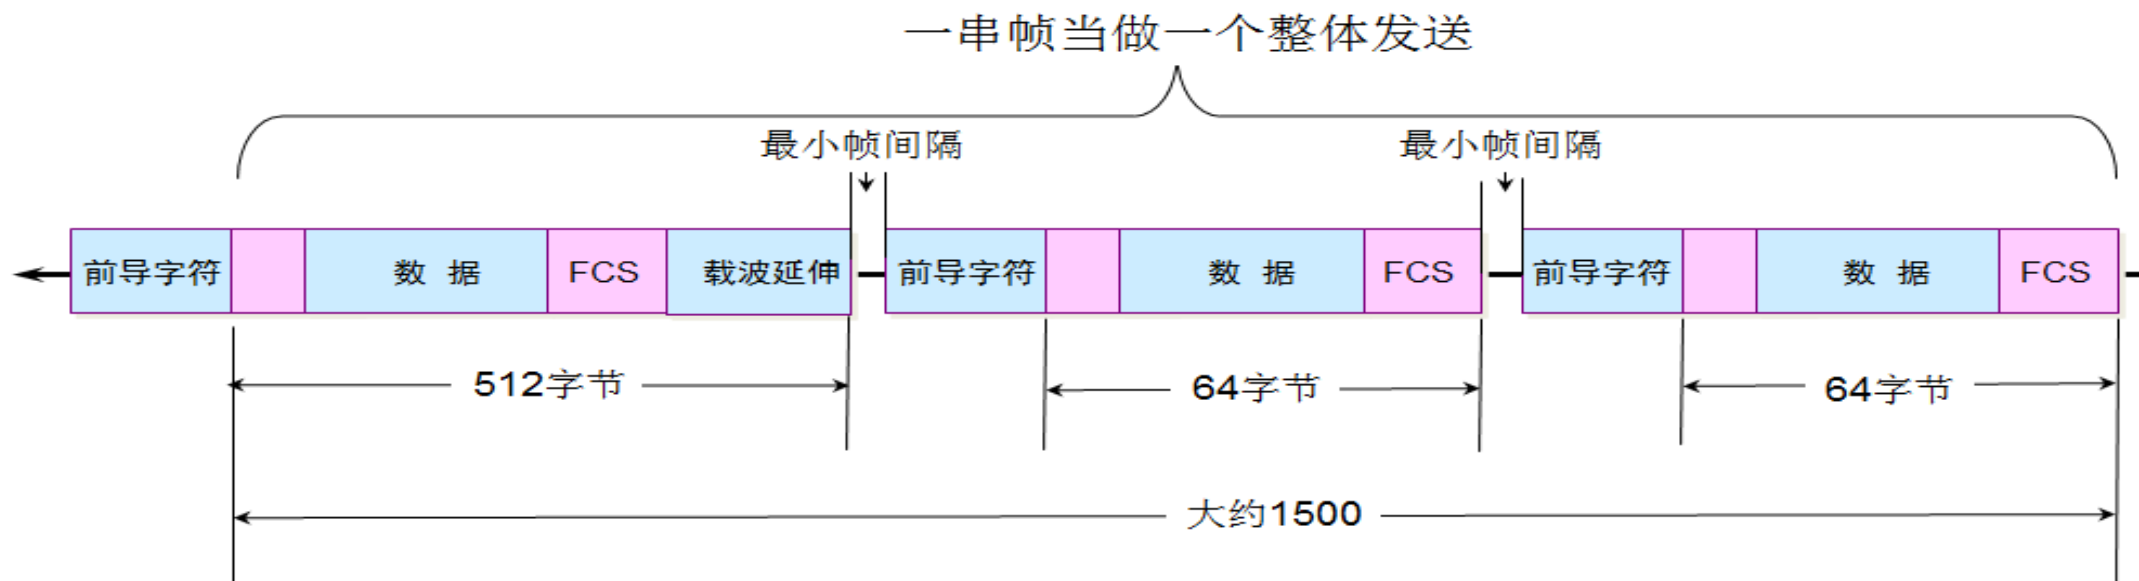 一串帧当做一个整体发送
最小帧间隔 最小帧间隔
前导字符 数 据 FCS 载波延伸 前导字符 数 据 FCS 前导字符 数 据 FCS
512字节 64字节 64字节
大约1500